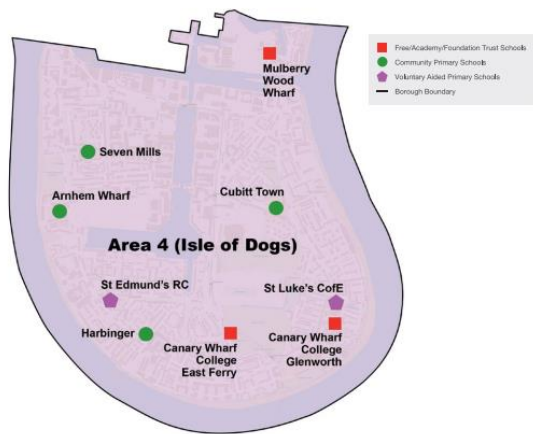 Free/Academy/Foundation Trust Schools
Community Primary Schools
Voluntary Aided Primary Schools
Borough Boundary
Mulberry
Wood
Wharf
Seven Mills
Arnhem Wharf
Cubitt Town
Area 4 (Isle of Dogs)
St Edmund's RC
St Luke's CofE
Harbinger
Canary Wharf
College
East Ferry
Canary Wharf
College
Glenworth